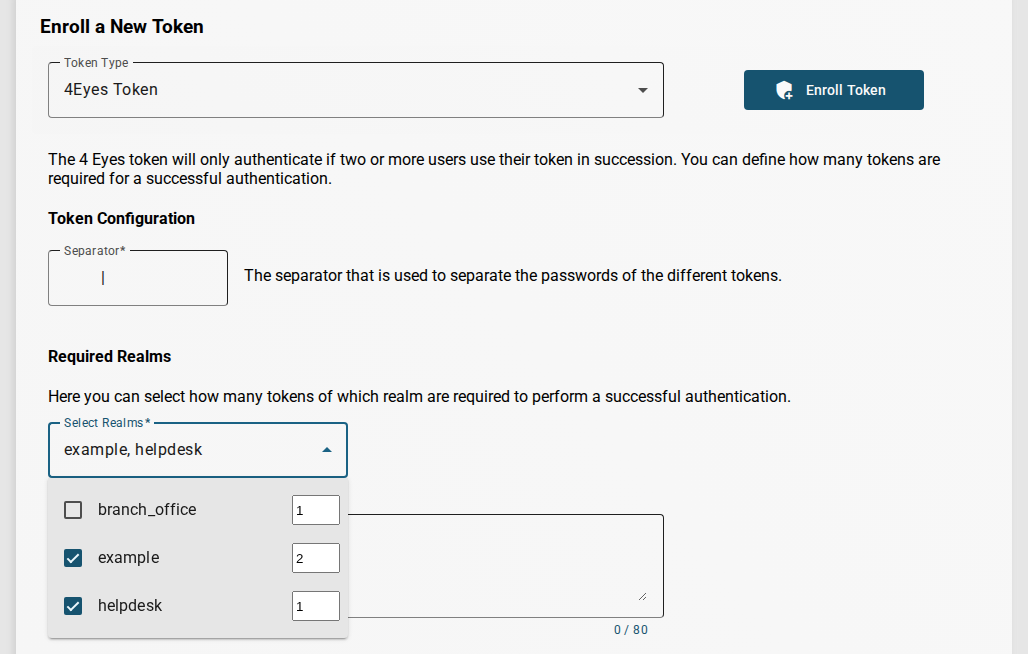 Enroll a New Token
Token Type
4Eyes Token
Enroll Token
The 4 Eyes token will only authenticate if two or more users use their token in succession. You can define how many tokens are
required for a successful authentication.
Token Configuration
Separator*
|
The separator that is used to separate the passwords of the different tokens.
Required Realms
Here you can select how many tokens of which realm are required to perform a successful authentication.
Select Realms*
example, helpdesk
branch_office 1
example 2
helpdesk 1
0 / 80